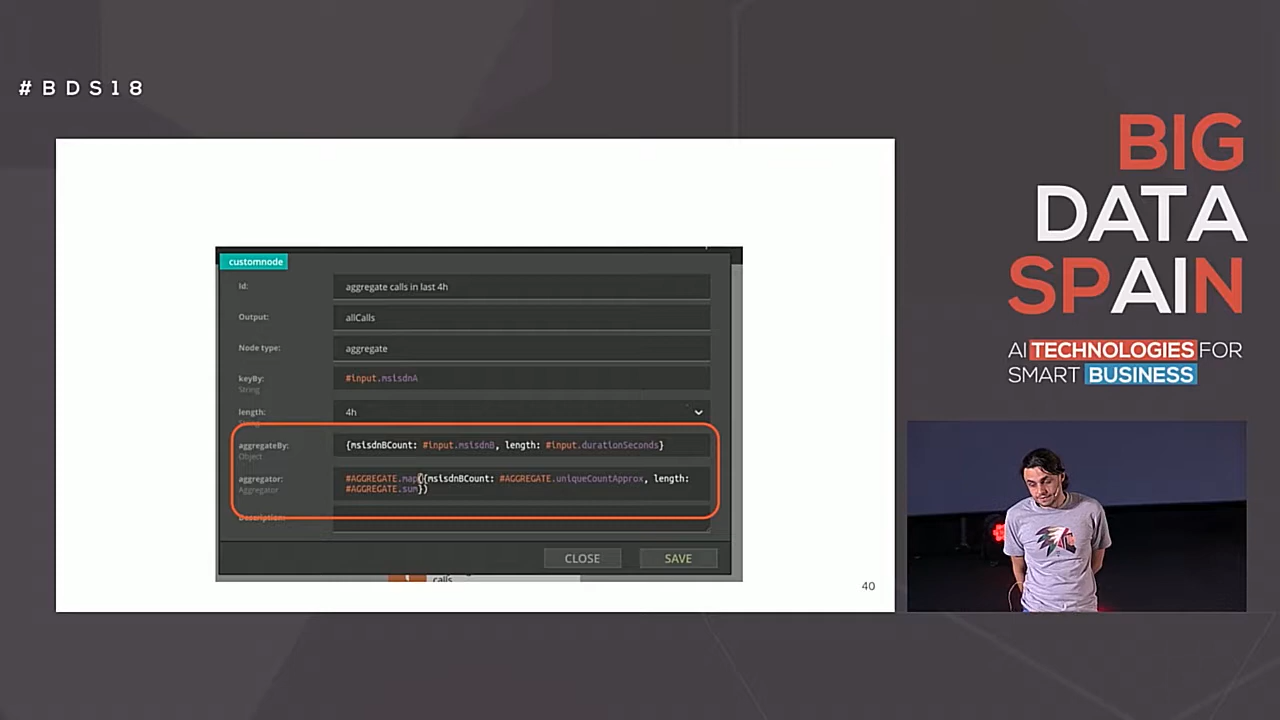 #BDS18
BIG
DATA
SPAIN
AI TECHNOLOGIES FOR
SMART BUSINESS
customnode
Id:
aggregate calls in last 4h
Output:
allCalls
Node type:
aggregate
keyBy:
String
#input.msisdnA
length:
String
4h
aggregateBy:
Object
{msisdnBCount: #input.msisdnB, length: #input.durationSeconds}
aggregator:
Aggregator
#AGGREGATE.map({msisdnBCount: #AGGREGATE.uniqueCountApprox, length:
#AGGREGATE.sum})
Description:
CLOSE
SAVE
calls
40